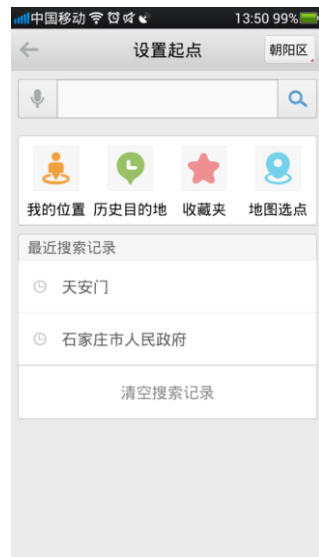 中国移动 13:50 99%
设置起点 朝阳区
我的位置 历史目的地 收藏夹 地图选点
最近搜索记录
天安门
石家庄市人民政府
清空搜索记录